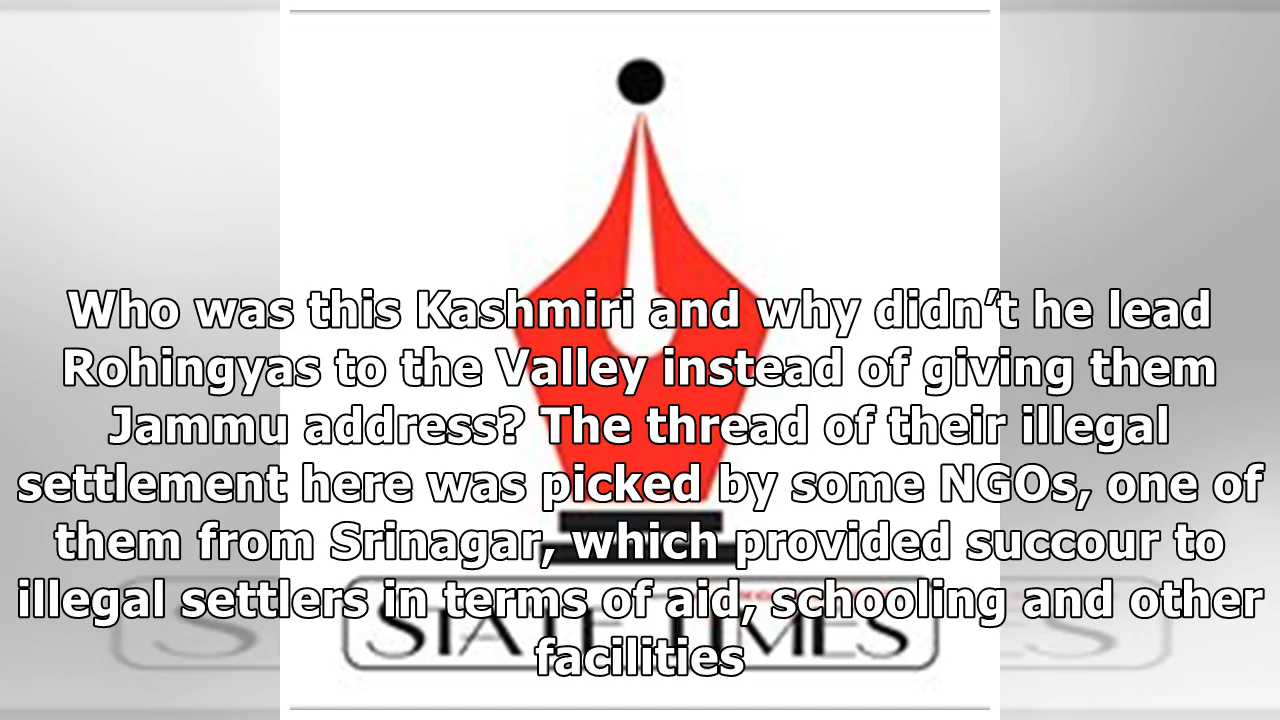 Who was this Kashmiri and why didn’t he lead
Rohingyas to the Valley instead of giving them
Jammu address? The thread of their illegal
settlement here was picked by some NGOs, one of
them from Srinagar, which provided succour to
illegal settlers in terms of aid, schooling and other
facilities
STATE TIMES